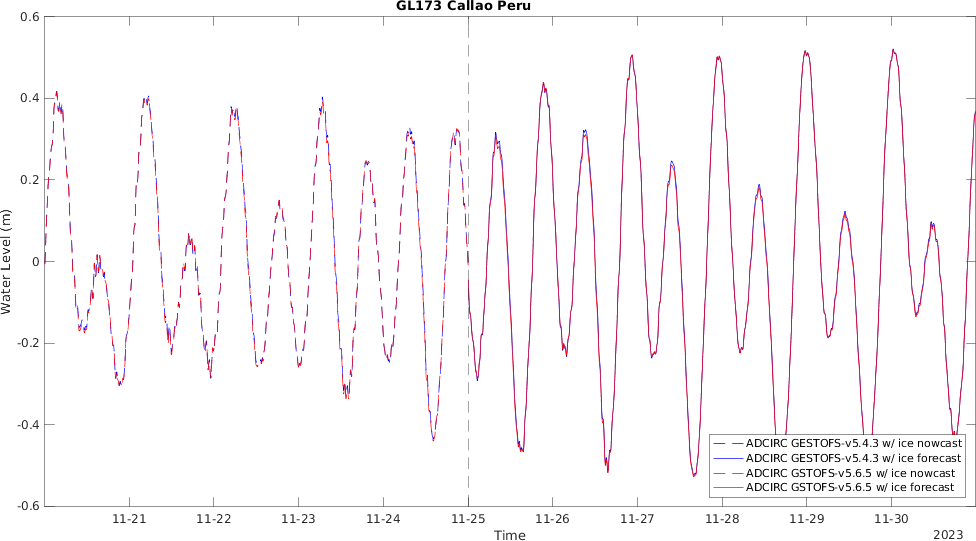 GL173 Callao Peru
0.6
0.4
0.2
0
-0.2
-0.4
-0.6
Water Level (m)
11-21
11-22
11-23
11-24
11-25
11-26
11-27
11-28
11-29
11-30
Time
2023
ADCIRC GESTOFS-v5.4.3 w/ ice nowcast
ADCIRC GESTOFS-v5.4.3 w/ ice forecast
ADCIRC GSTOFS-v5.6.5 w/ ice nowcast
ADCIRC GSTOFS-v5.6.5 w/ ice forecast